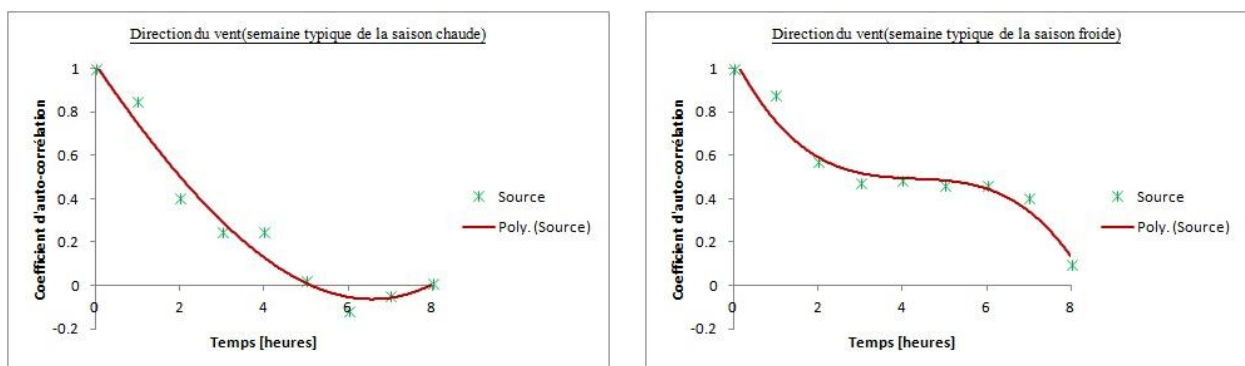 Direction du vent(semaine typique de la saison chaude)
1
0.8
0.6
0.4
0.2
0
-0.2
0
2
4
6
8
Coefficient d'auto-corrélation
Temps [heures]
Source
Poly. (Source)
Direction du vent(semaine typique de la saison froide)
1
0.8
0.6
0.4
0.2
0
-0.2
0
2
4
6
8
Coefficient d'auto-corrélation
Temps [heures]
Source
Poly. (Source)